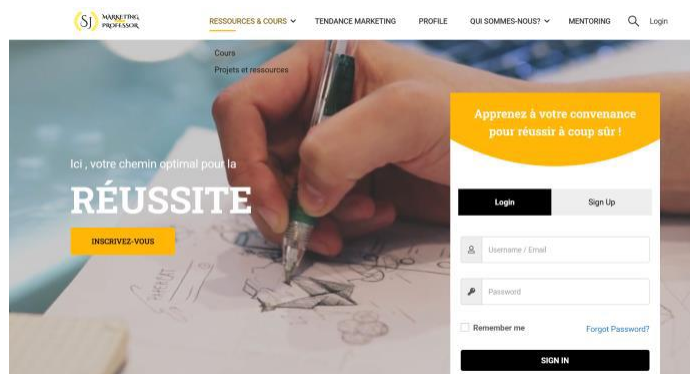 SJ MARKETING
PROFESSOR
RESSOURCES & COURS
TENDANCE MARKETING
PROFILE
QUI SOMMES-NOUS?
MENTORING
Login
Cours
Projets et ressources
Apprenez à votre convenance
pour réussir à coup sûr !
Ici , votre chemin optimal pour la
RÉUSSITE
INSCRIVEZ-VOUS
Login
Sign Up
Username / Email
Password
Remember me
Forgot Password?
SIGN IN